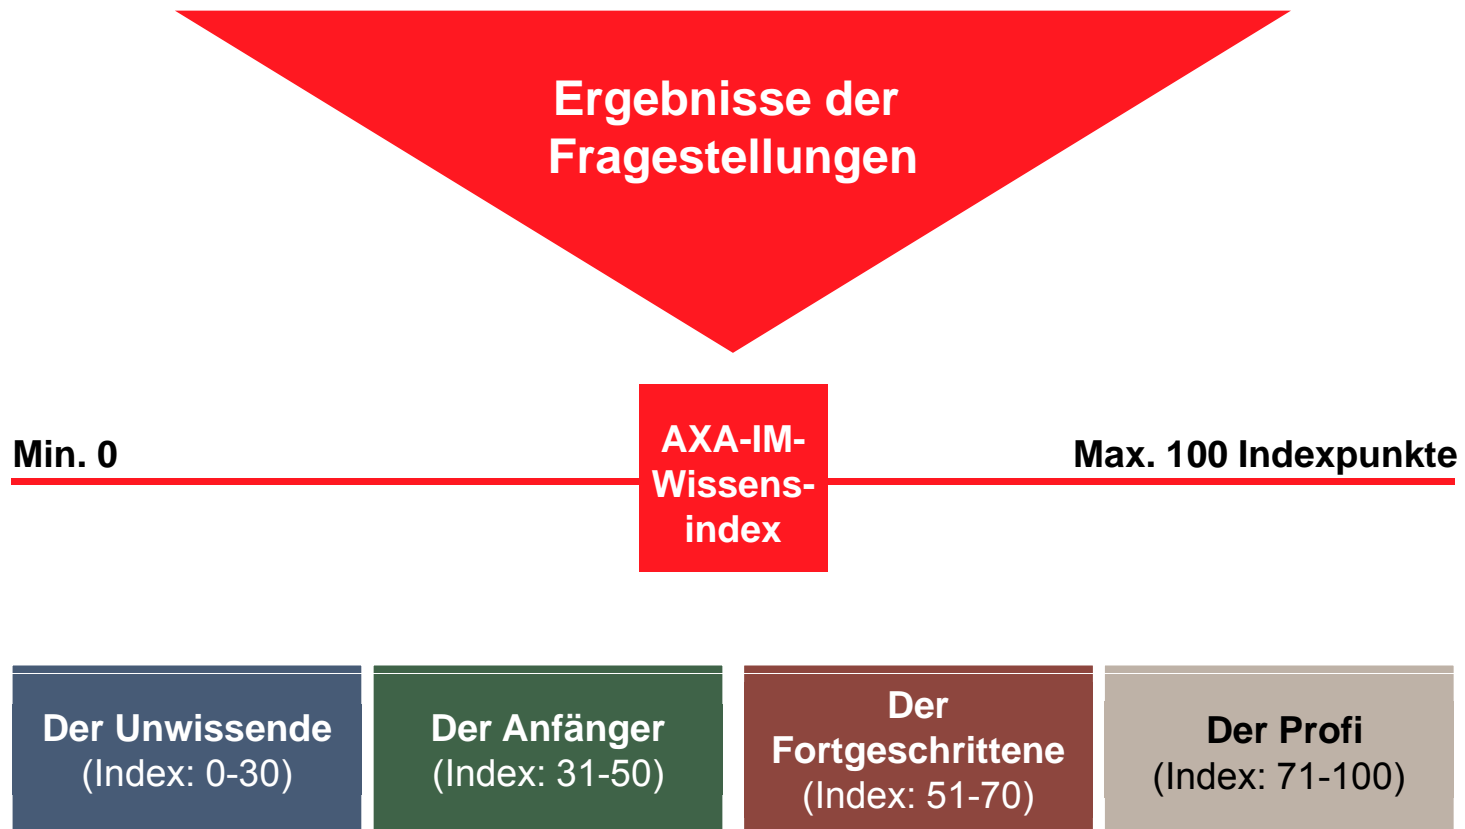 Ergebnisse der
Fragestellungen
Min. 0
AXA-IM-
Wissens-
index
Max. 100 Indexpunkte
Der Unwissende
(Index: 0-30)
Der Anfänger
(Index: 31-50)
Der
Fortgeschrittene
(Index: 51-70)
Der Profi
(Index: 71-100)